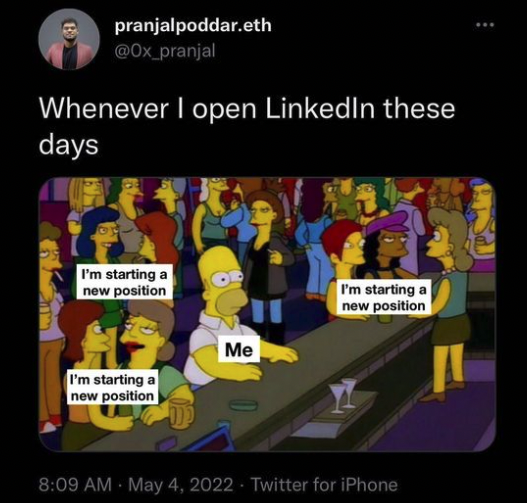 pranjalpoddar.eth
@0x_pranjal
Whenever I open LinkedIn these
days
I'm starting a
new position
I'm starting a
new position
Me
I'm starting a
new position
8:09 AM · May 4, 2022 · Twitter for iPhone